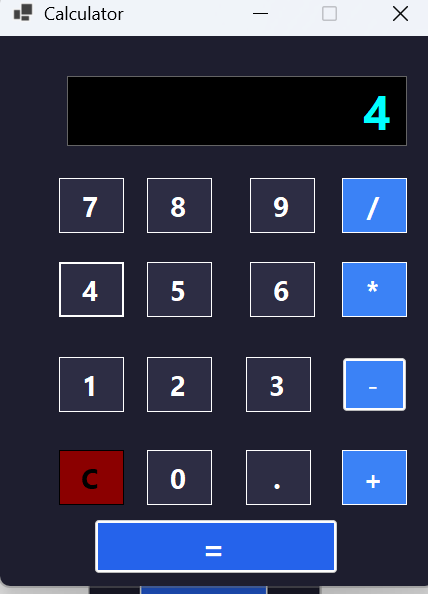 Calculator
4
7 8 9 /
4 5 6 *
1 2 3 -
C 0 . +
=